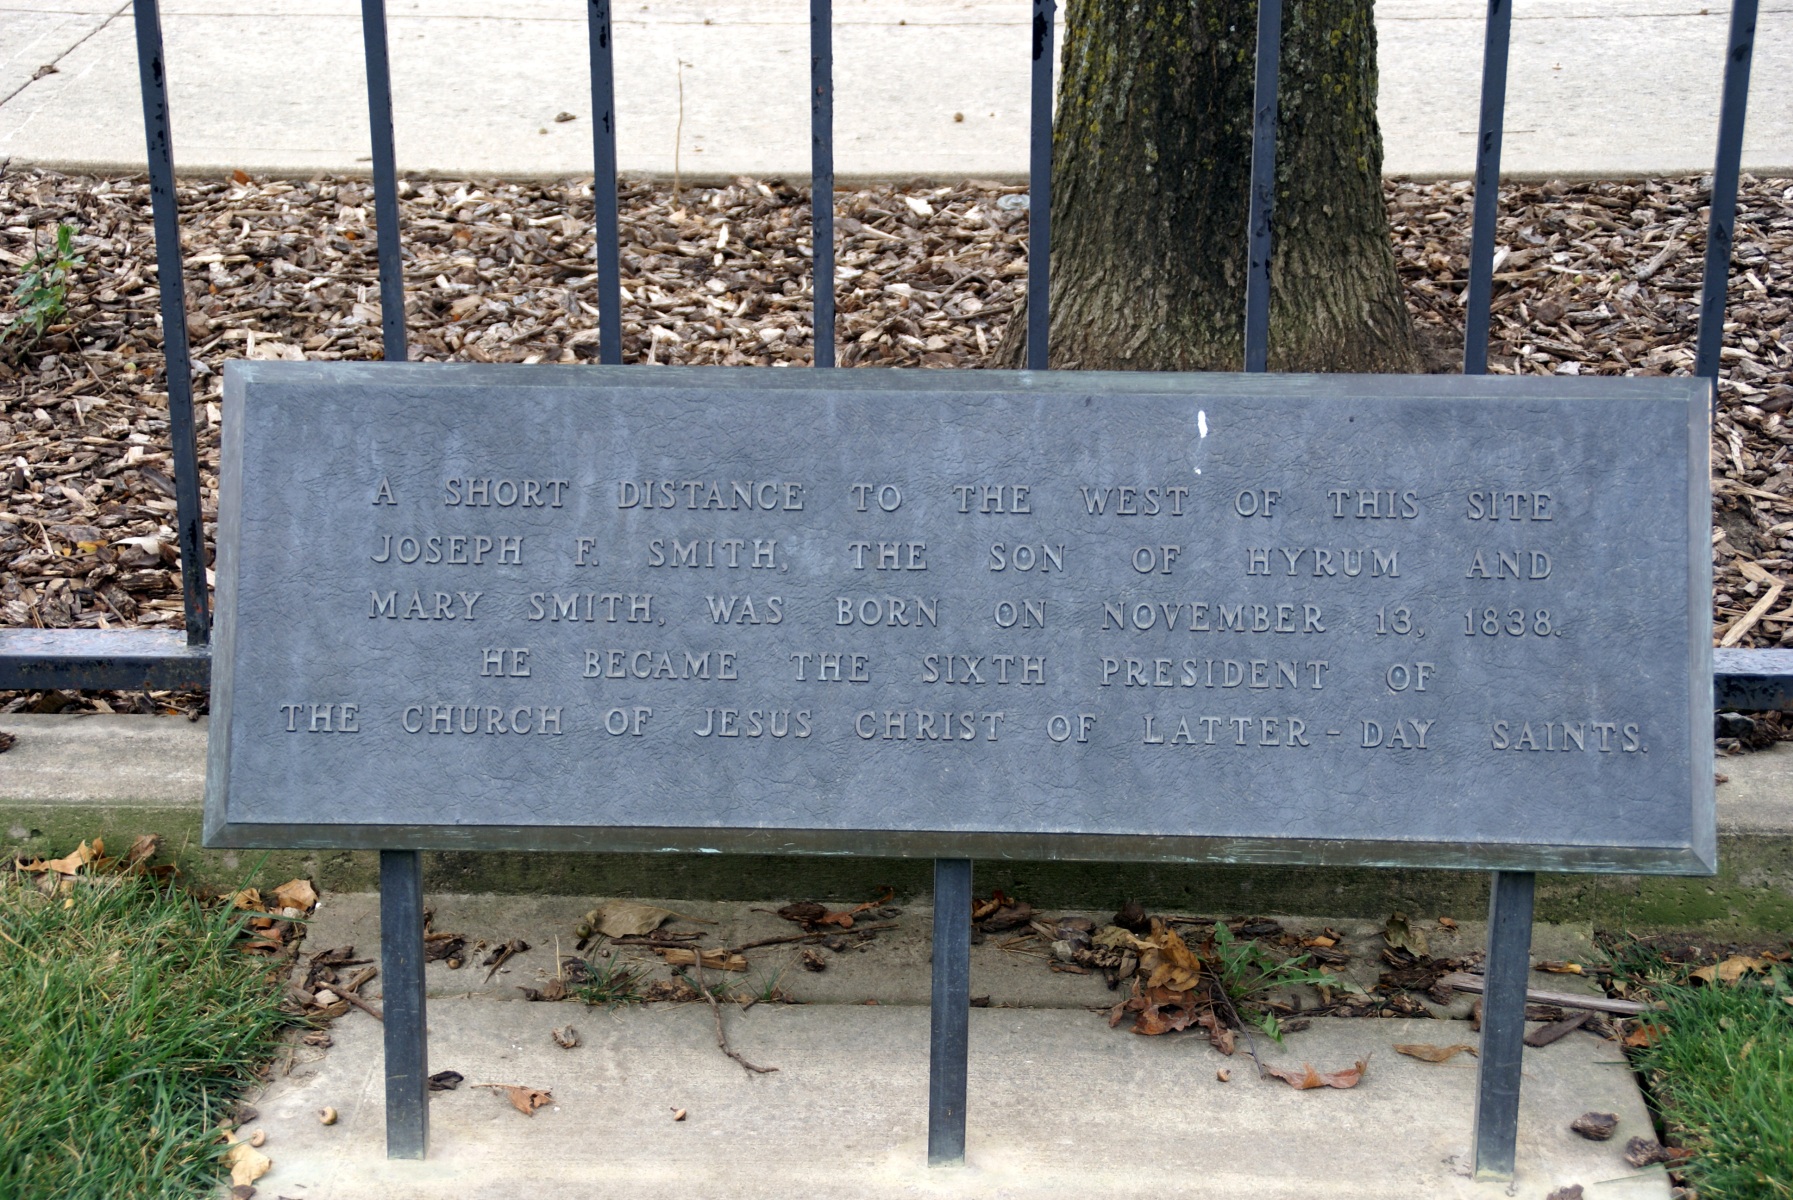 A SHORT DISTANCE TO THE WEST OF THIS SITE
JOSEPH F. SMITH, THE SON OF HYRUM AND
MARY SMITH, WAS BORN ON NOVEMBER 13, 1838.
HE BECAME THE SIXTH PRESIDENT OF
THE CHURCH OF JESUS CHRIST OF LATTER-DAY SAINTS.